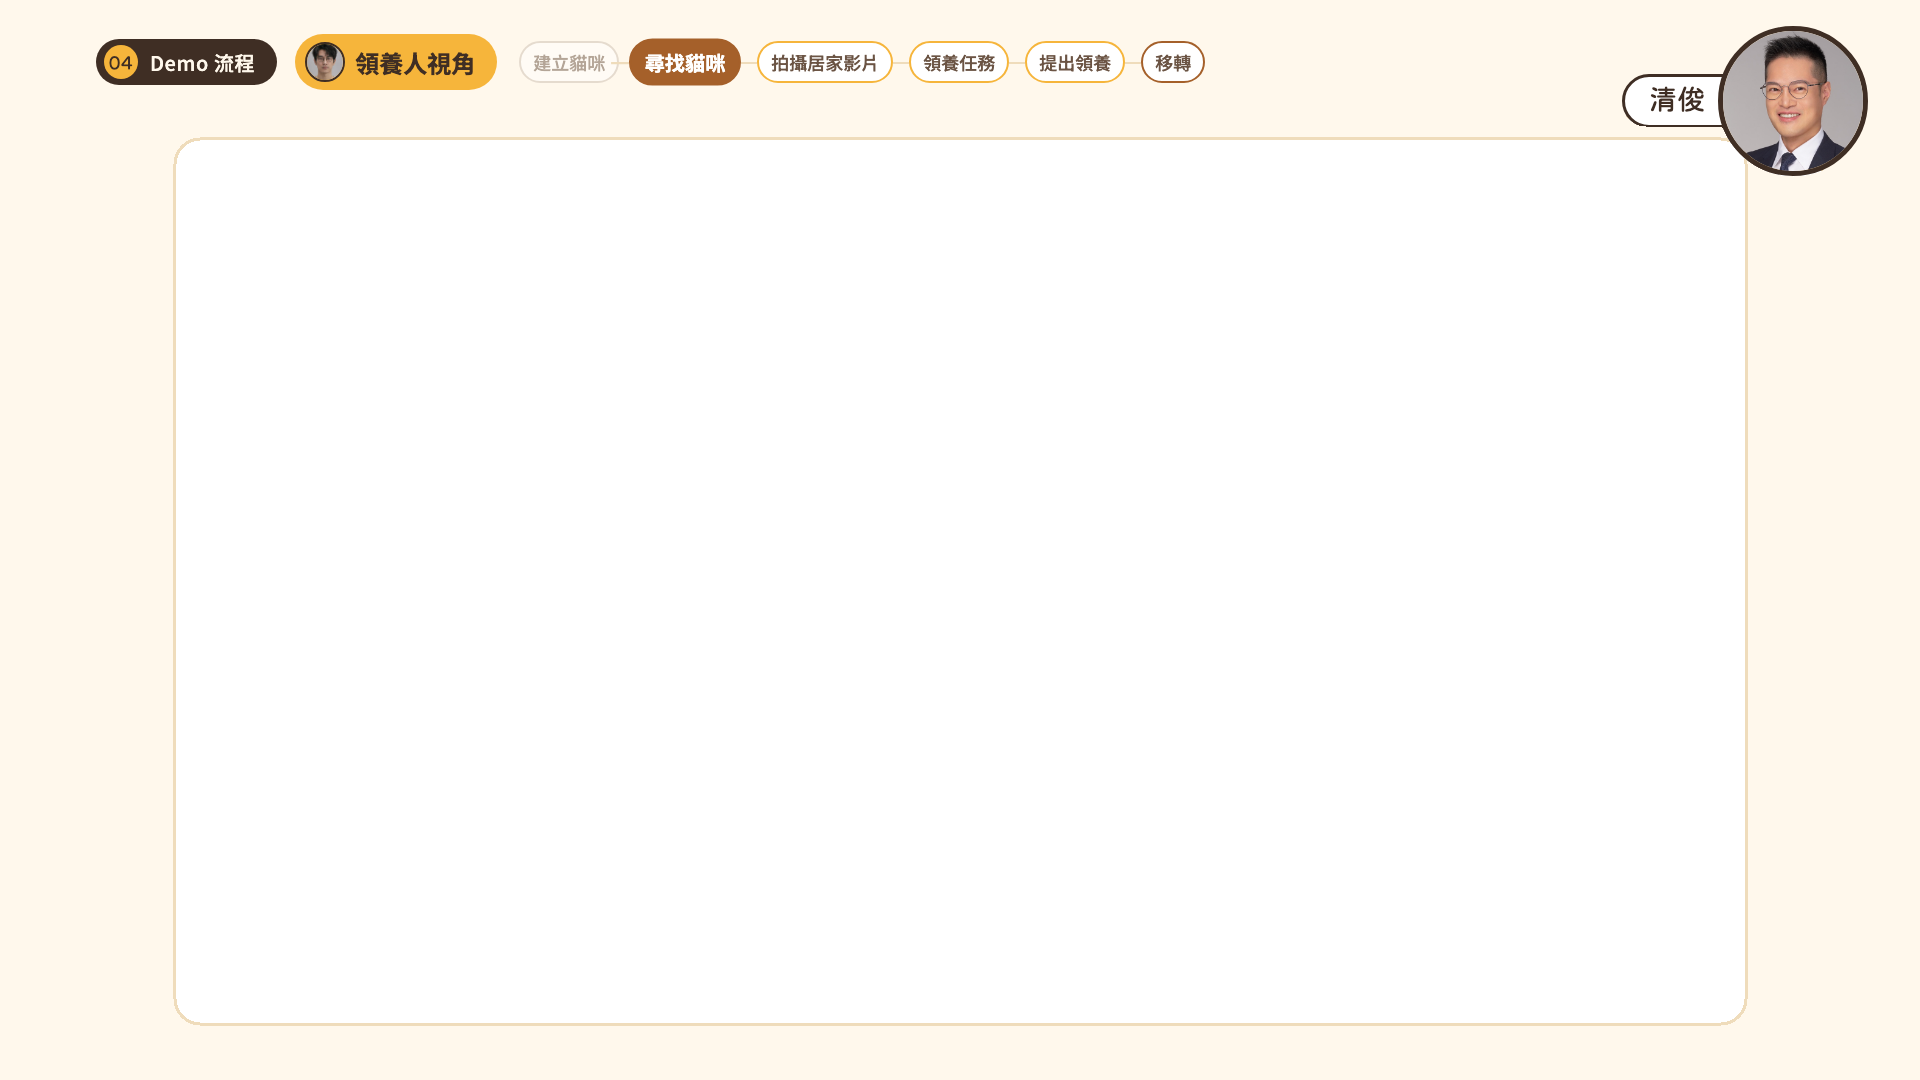 04 Demo 流程
領養人視角
建立貓咪
尋找貓咪
拍攝居家影片
領養任務
提出領養
移轉
清俊